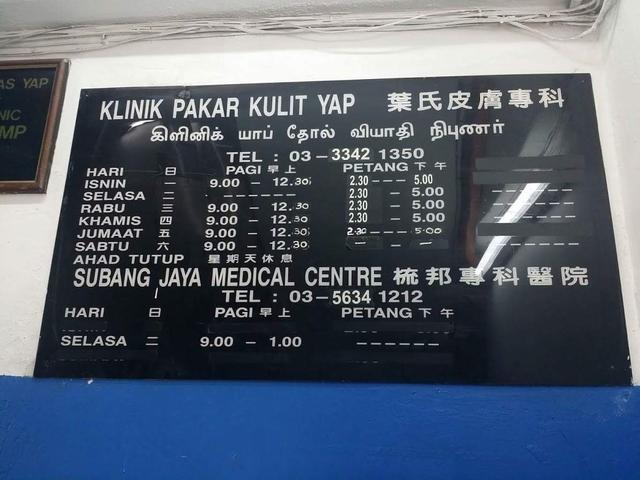 AS YAP
NIC
MP
KLINIK PAKAR KULIT YAP 葉氏皮膚專科
கிளினிக் யாப் தோல் வியாதி நிபுணர்
TEL : 03-3342 1350
HARI 日 PAGI 早上 PETANG 下午
ISNIN 一 9.00 - 12.30 2.30 --- 5.00
SELASA 二 -------- 2.30 - 5.00
RABU 三 9.00 - 12.30 2.30 - 5.00
KHAMIS 四 9.00 - 12.30 2.30 - 5.00
JUMAAT 五 9.00 - 12.30 2.30 - 5.00
SABTU 六 9.00 - 12.30 - - -
AHAD TUTUP 星期天休息
SUBANG JAYA MEDICAL CENTRE 梳邦專科醫院
TEL : 03-5634 1212
HARI 日 PAGI 早上 PETANG 下午
SELASA 二 9.00 - 1.00 ------